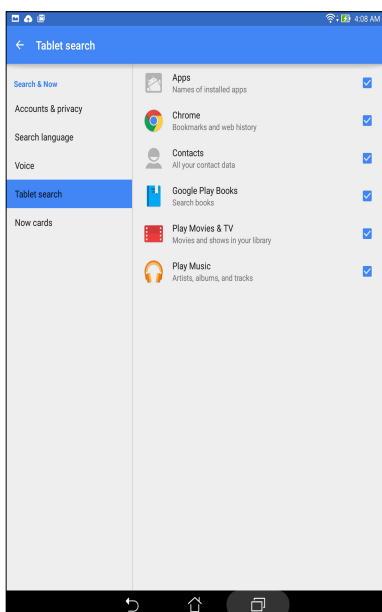 4:08 AM
Tablet search
Search & Now
Accounts & privacy
Search language
Voice
Tablet search
Now cards
Apps
Names of installed apps
Chrome
Bookmarks and web history
Contacts
All your contact data
Google Play Books
Search books
Play Movies & TV
Movies and shows in your library
Play Music
Artists, albums, and tracks